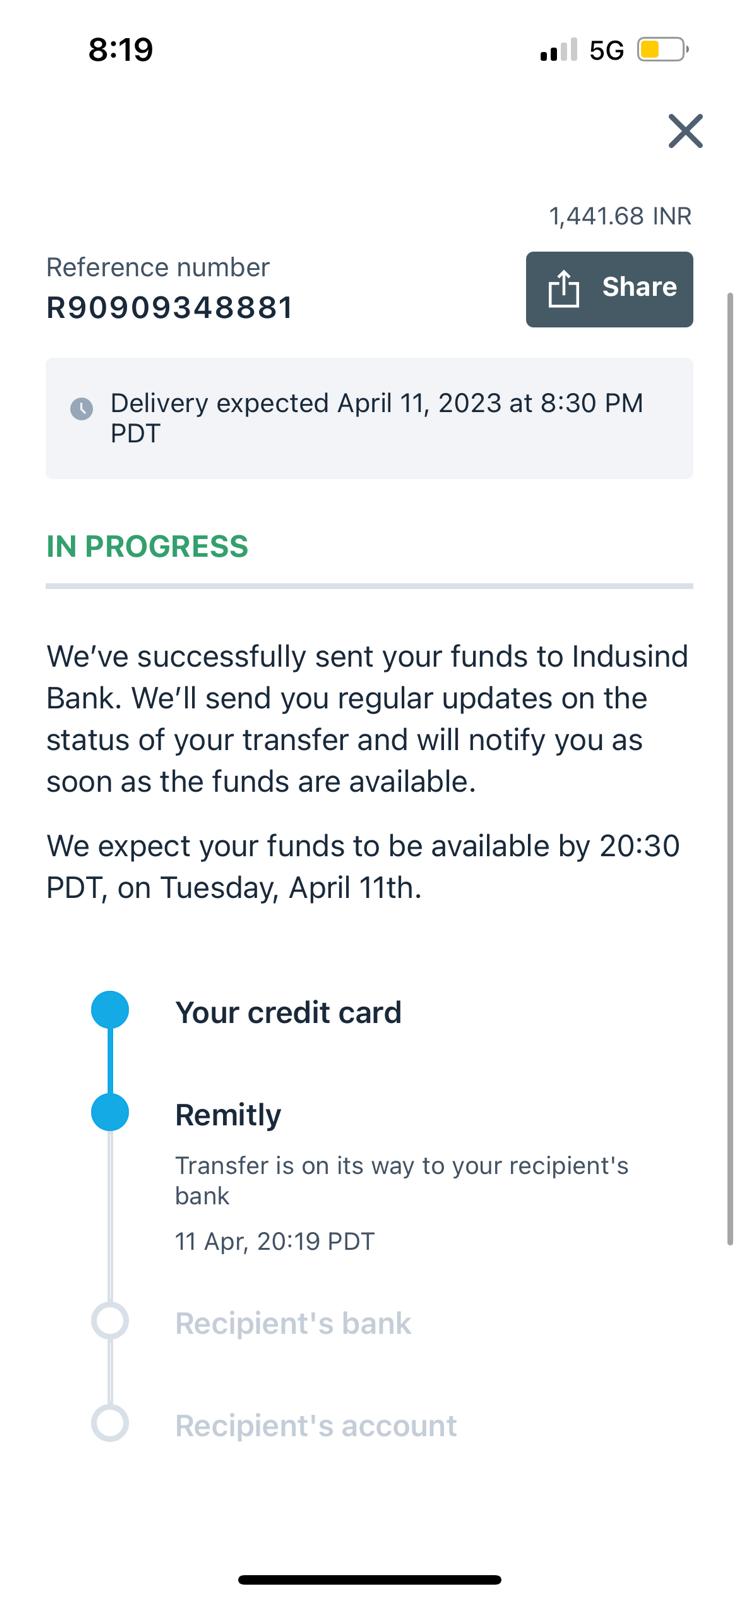 8:19
5G
1,441.68 INR
Reference number
R90909348881
Share
Delivery expected April 11, 2023 at 8:30 PM
PDT
IN PROGRESS
We’ve successfully sent your funds to Indusind
Bank. We’ll send you regular updates on the
status of your transfer and will notify you as
soon as the funds are available.
We expect your funds to be available by 20:30
PDT, on Tuesday, April 11th.
Your credit card
Remitly
Transfer is on its way to your recipient's
bank
11 Apr, 20:19 PDT
Recipient's bank
Recipient's account